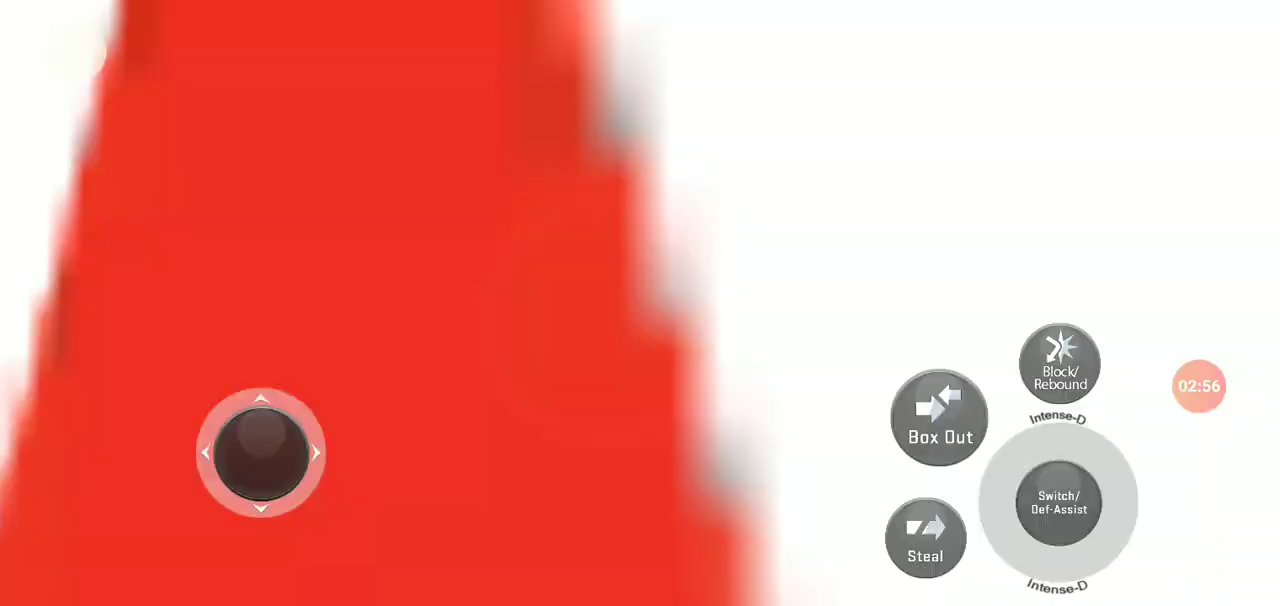 Block/
Rebound
02:56
Intense-D
Box Out
Switch/
Def-Assist
Steal
Intense-D